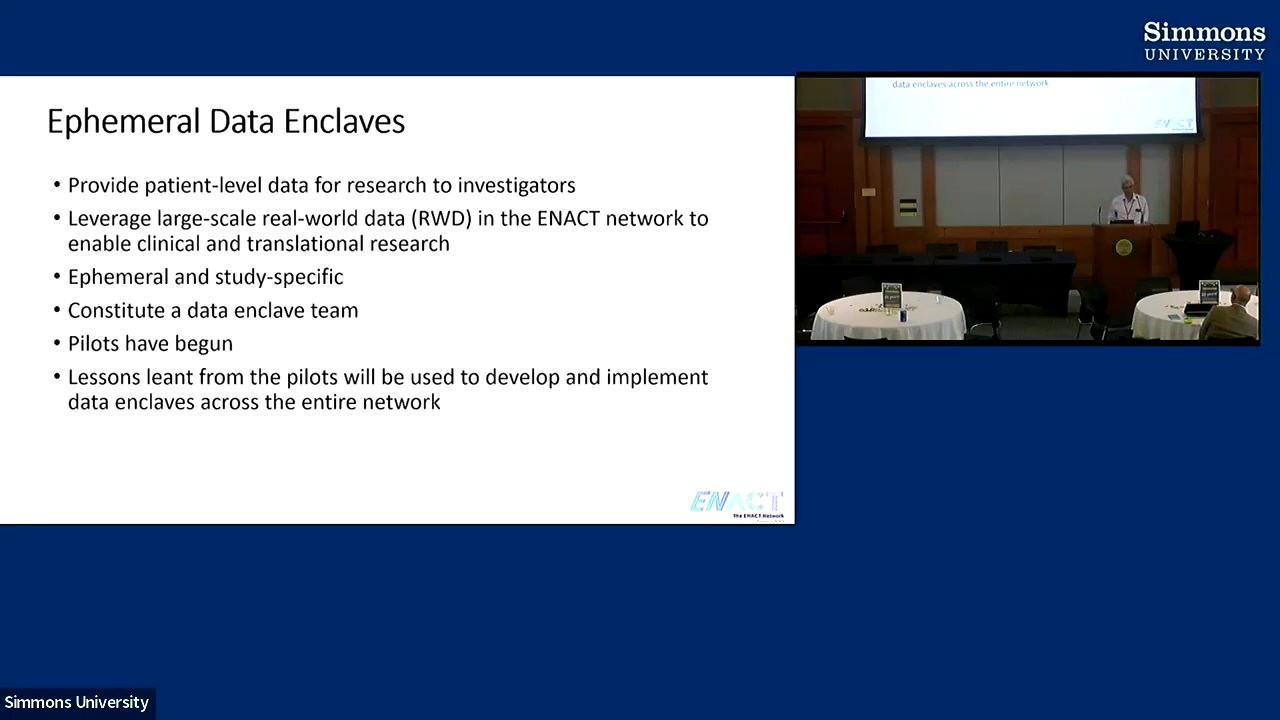 Simmons
UNIVERSITY
Ephemeral Data Enclaves
• Provide patient-level data for research to investigators
• Leverage large-scale real-world data (RWD) in the ENACT network to
enable clinical and translational research
• Ephemeral and study-specific
• Constitute a data enclave team
• Pilots have begun
• Lessons leant from the pilots will be used to develop and implement
data enclaves across the entire network
ENACT
The ENACT Network
data enclaves across the entire network
ENACT
Simmons University